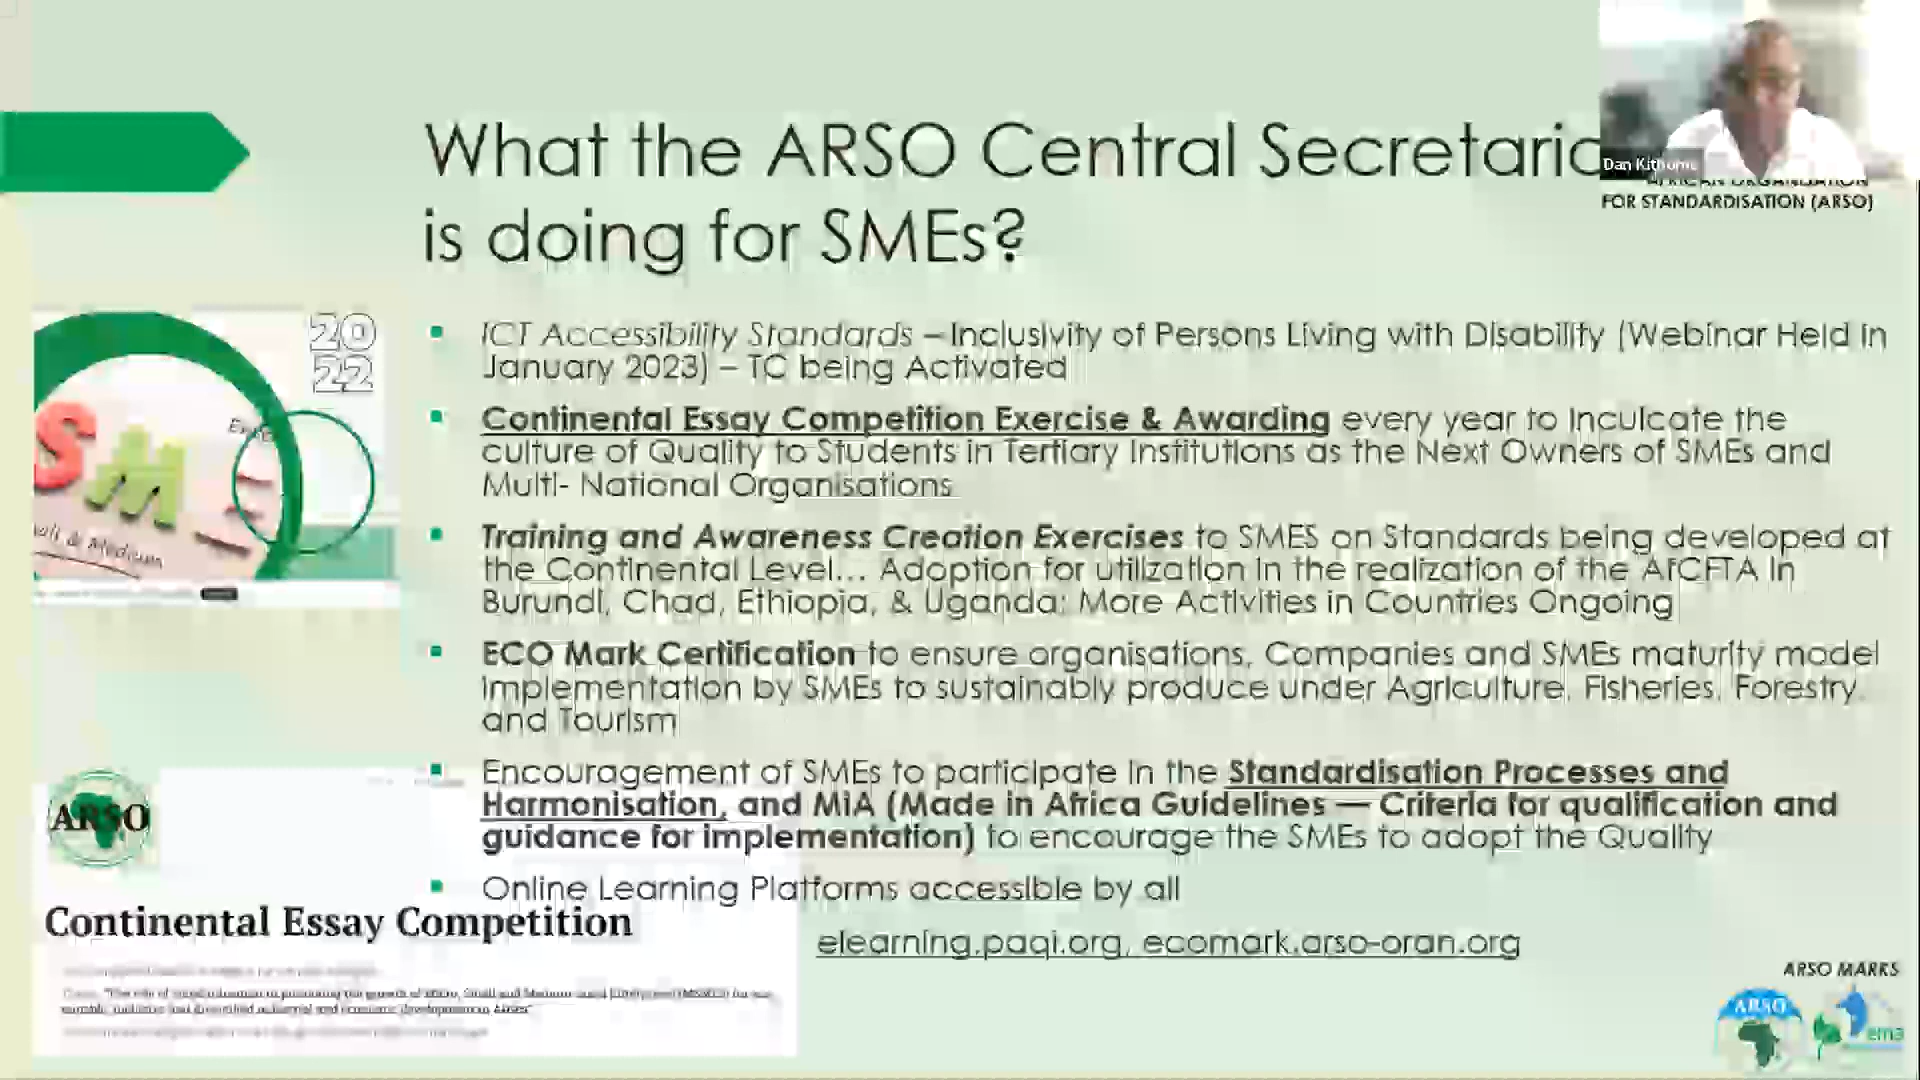 What the ARSO Central Secretaria
is doing for SMEs?
Dan Kithome
AFRICAN ORGANISATION
FOR STANDARDISATION (ARSO)
20
22
SM
▪ ICT Accessibility Standards – Inclusivity of Persons Living with Disability (Webinar Held in
January 2023) – TC being Activated
▪ Continental Essay Competition Exercise & Awarding every year to Inculcate the
culture of Quality to Students in Tertiary Institutions as the Next Owners of SMEs and
Multi- National Organisations
▪ Training and Awareness Creation Exercises to SMES on Standards being developed at
the Continental Level... Adoption for utilization in the realization of the AfCFTA in
Burundi, Chad, Ethiopia, & Uganda; More Activities in Countries Ongoing
▪ ECO Mark Certification to ensure organisations, Companies and SMEs maturity model
implementation by SMEs to sustainably produce under Agriculture, Fisheries, Forestry,
and Tourism
▪ Encouragement of SMEs to participate in the Standardisation Processes and
Harmonisation, and MIA (Made in Africa Guidelines — Criteria for qualification and
guidance for implementation) to encourage the SMEs to adopt the Quality
▪ Online Learning Platforms accessible by all
elearning.paqi.org, ecomark.arso-oran.org
ARSO
Continental Essay Competition
ARSO MARKS
ARSO
ema